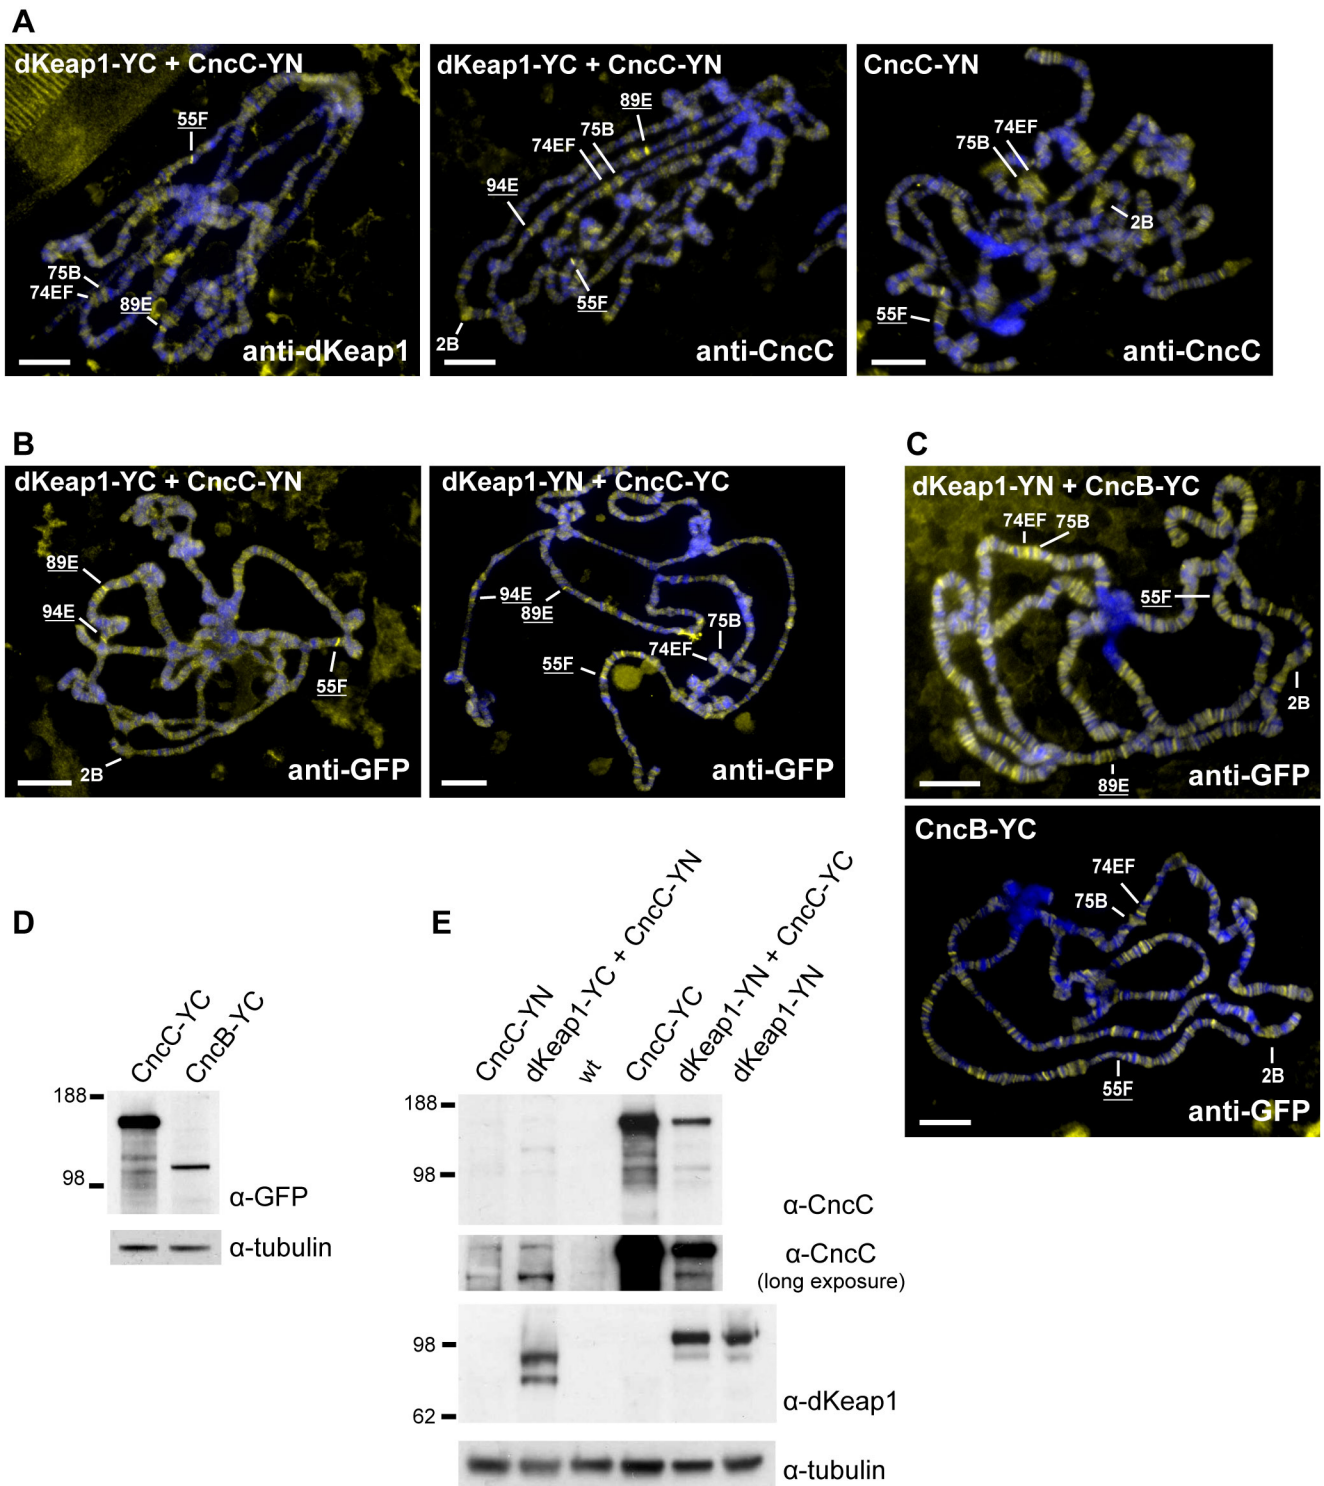 A
dKeap1-YC + CncC-YN
55F
75B
74EF
89E
anti-dKeap1
dKeap1-YC + CncC-YN
89E
75B
74EF
94E
55F
2B
anti-CncC
CncC-YN
74EF
75B
2B
55F
anti-CncC
B
dKeap1-YC + CncC-YN
89E
94E
55F
2B
anti-GFP
dKeap1-YN + CncC-YC
94E
89E
75B
74EF
55F
anti-GFP
C
dKeap1-YN + CncB-YC
74EF 75B
55F
2B
89E
anti-GFP
CncB-YC
74EF
75B
55F
2B
anti-GFP
D
CncC-YC
CncB-YC
188
98
α-GFP
α-tubulin
E
CncC-YN
dKeap1-YC + CncC-YN
wt
CncC-YC
dKeap1-YN + CncC-YC
dKeap1-YN
188
98
α-CncC
α-CncC
(long exposure)
98
62
α-dKeap1
α-tubulin